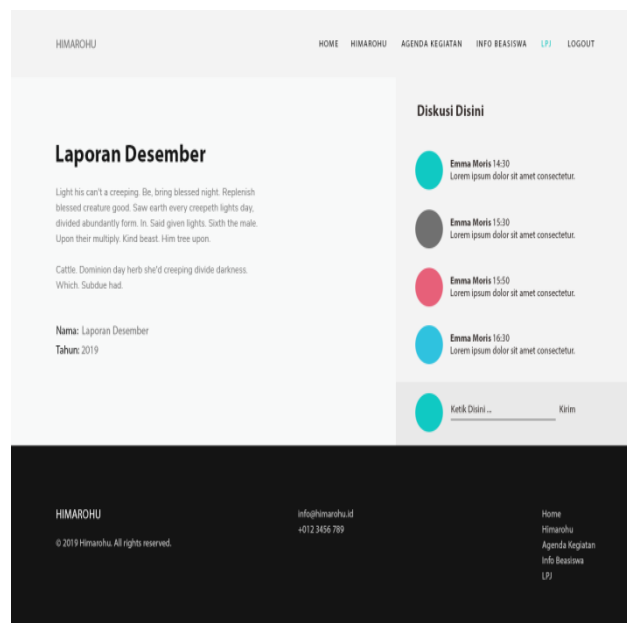 HIMAROHU
HOME HIMAROHU AGENDA KEGIATAN INFO BEASISWA LPJ LOGOUT
Laporan Desember
Light his can't a creeping. Be, bring blessed night. Replenish
blessed creature good. Saw earth every creepeth lights day,
divided abundantly form. In. Said given lights. Sixth the male.
Upon their multiply. Kind beast. Him tree upon.
Cattle. Dominion day herb she'd creeping divide darkness.
Which. Subdue had.
Nama: Laporan Desember
Tahun: 2019
Diskusi Disini
Emma Moris 14:30
Lorem ipsum dolor sit amet consectetur.
Emma Moris 15:30
Lorem ipsum dolor sit amet consectetur.
Emma Moris 15:50
Lorem ipsum dolor sit amet consectetur.
Emma Moris 16:30
Lorem ipsum dolor sit amet consectetur.
Ketik Disini ... Kirim
HIMAROHU
© 2019 Himarohu. All rights reserved.
info@himarohu.id
+012 3456 789
Home
Himarohu
Agenda Kegiatan
Info Beasiswa
LPJ